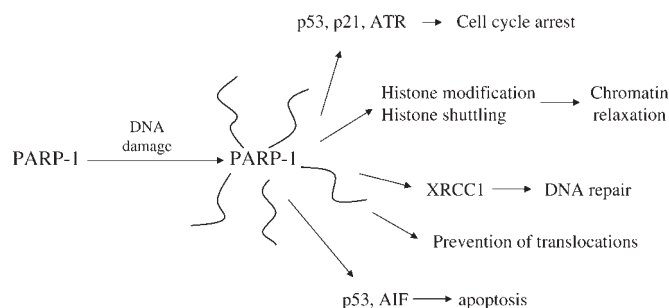 p53, p21, ATR → Cell cycle arrest
Histone modification
Histone shuttling → Chromatin
relaxation
DNA
damage
PARP-1 → PARP-1
XRCC1 → DNA repair
Prevention of translocations
p53, AIF → apoptosis